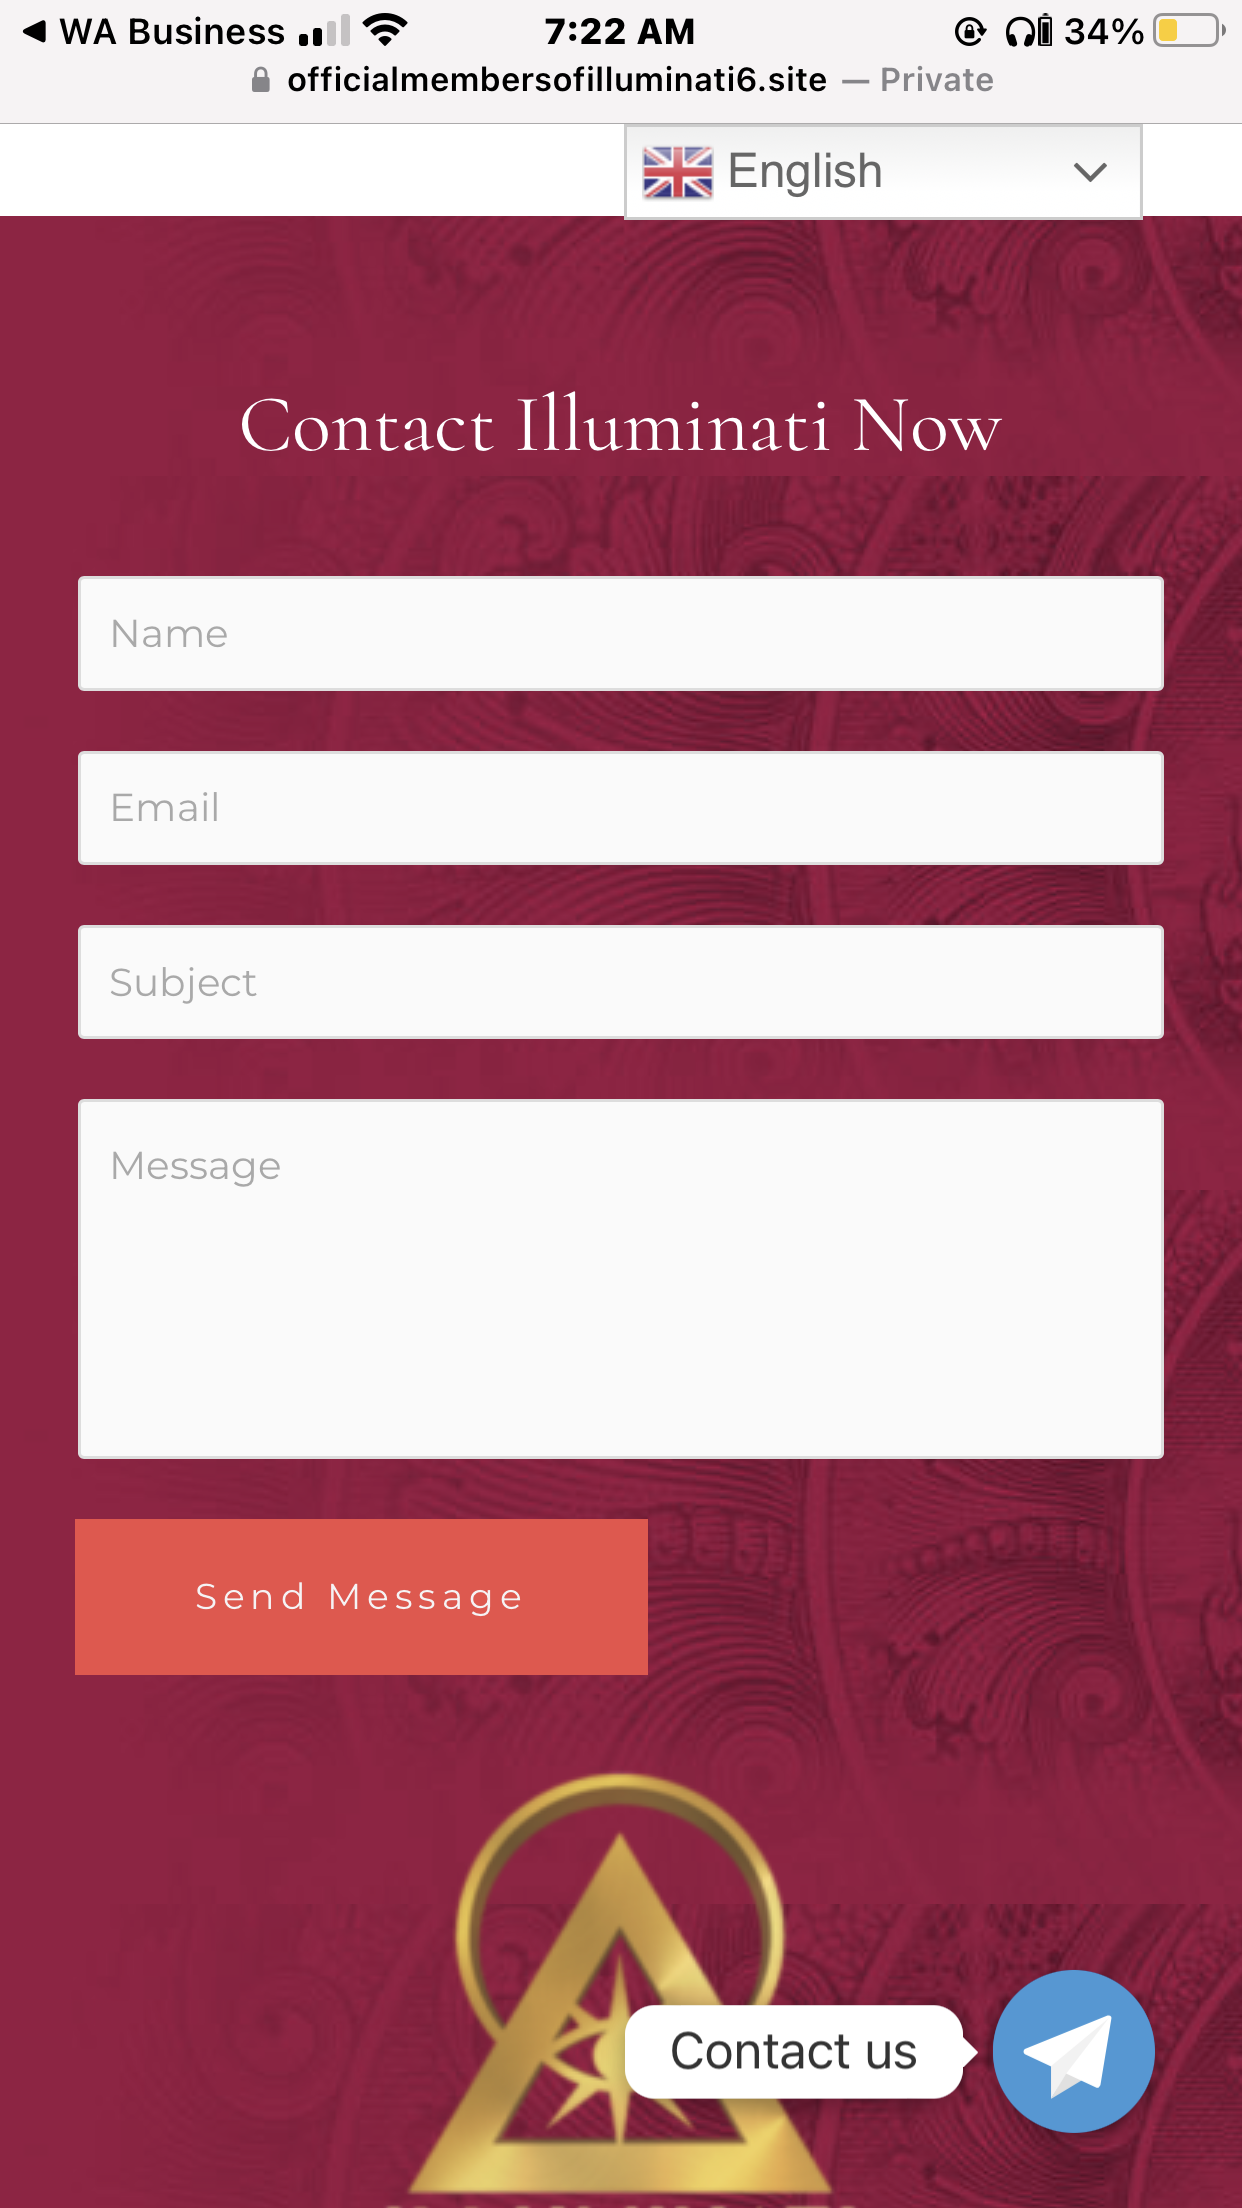 WA Business 7:22 AM 34%
officialmembersofilluminati6.site — Private
English
Contact Illuminati Now
Name
Email
Subject
Message
Send Message
Contact us